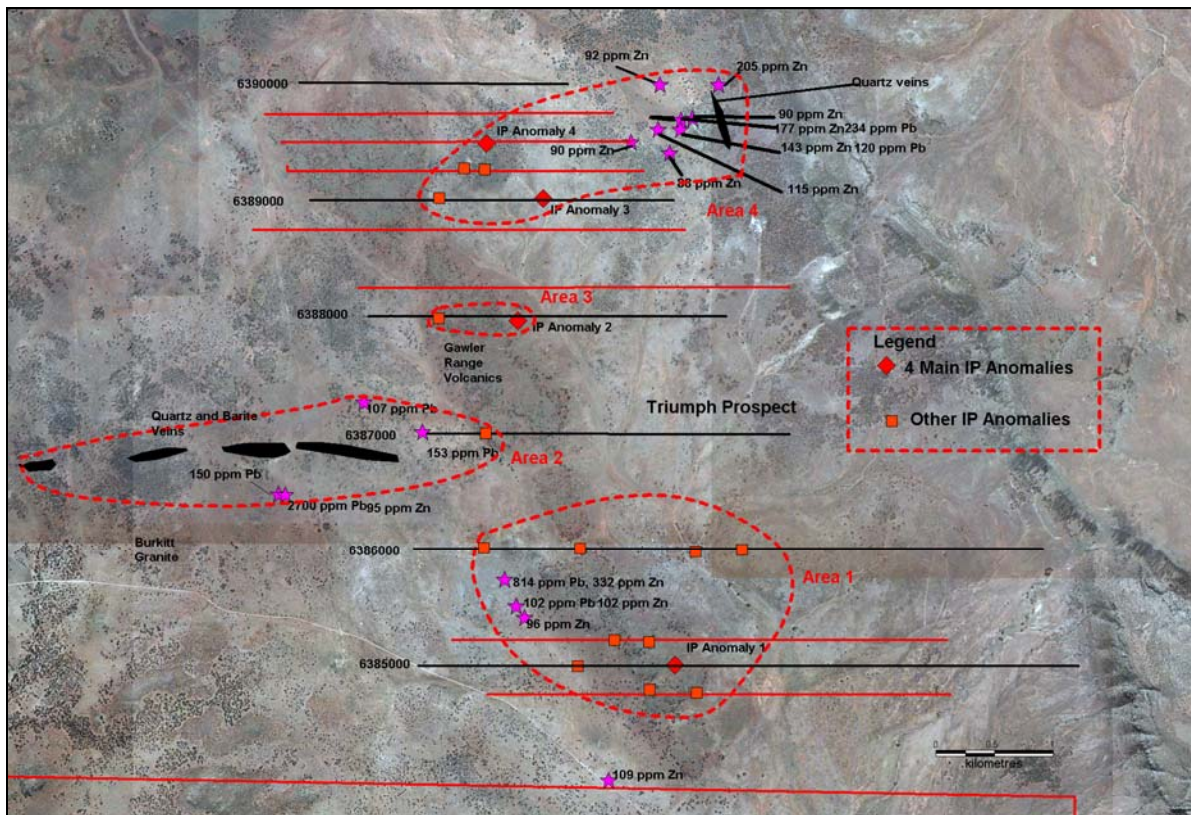 92 ppm Zn
205 ppm Zn
6390000
Quartz veins
90 ppm Zn
IP Anomaly 4
177 ppm Zn 234 ppm Pb
90 ppm Zn
143 ppm Zn 120 ppm Pb
88 ppm Zn
115 ppm Zn
6389000
IP Anomaly 3
Area 4
Area 3
6388000
IP Anomaly 2
Legend
4 Main IP Anomalies
Other IP Anomalies
Gawler
Range
Volcanics
Quartz and Barite
Veins
107 ppm Pb
Triumph Prospect
6387000
153 ppm Pb
Area 2
150 ppm Pb
2700 ppm Pb 95 ppm Zn
Burkitt
Granite
6386000
Area 1
814 ppm Pb, 332 ppm Zn
102 ppm Pb 102 ppm Zn
96 ppm Zn
IP Anomaly 1
6385000
0 0.5 1
kilometres
109 ppm Zn